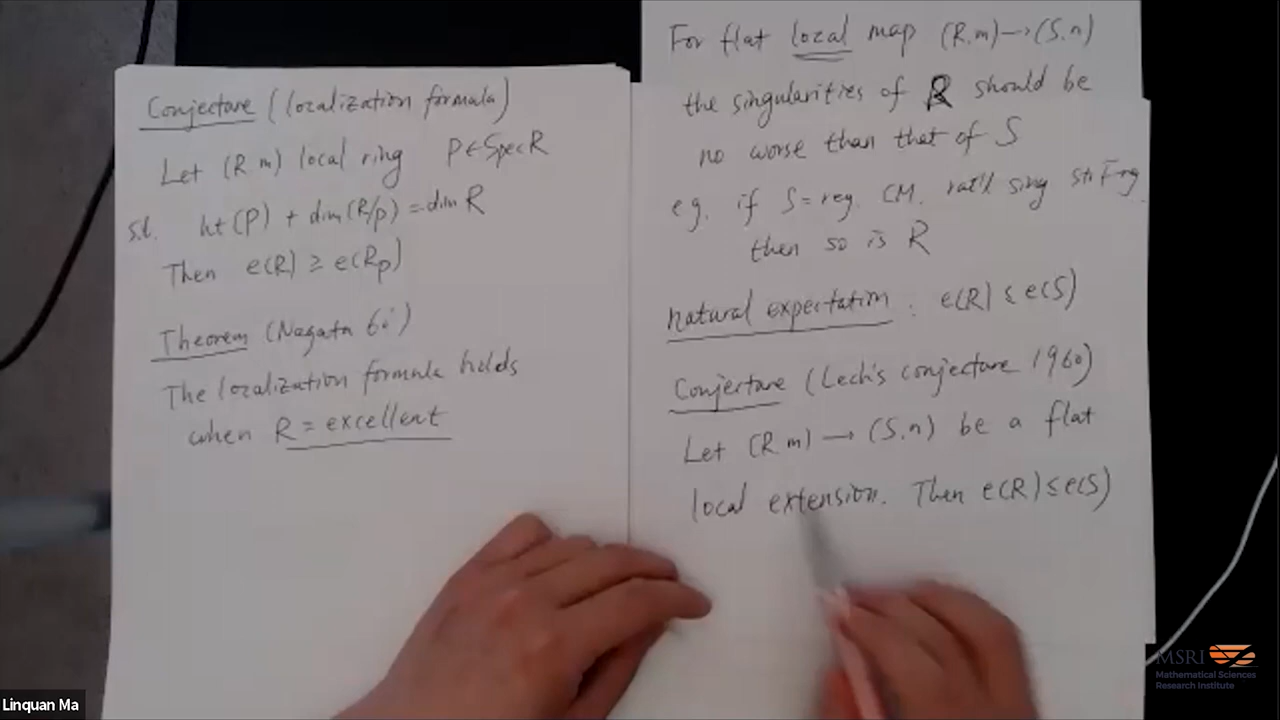 Conjecture (localization formula)
Let (R m) local ring P∈SpecR
s.t. ht(P) + dim(R/p) = dim R
Then e(R) ≥ e(Rp)
Theorem (Nagata 60')
The localization formula holds
when R = excellent
For flat local map (R.m)→(S.n)
the singularities of R should be
no worse than that of S
e.g. if S=reg. CM. rat'l sing str F-reg
then so is R
natural expectation : e(R) ≤ e(S)
Conjecture (Lech's conjecture 1960)
Let (R.m) → (S.n) be a flat
local extension. Then e(R)≤e(S)
MSRI
Mathematical Sciences
Research Institute
Linquan Ma